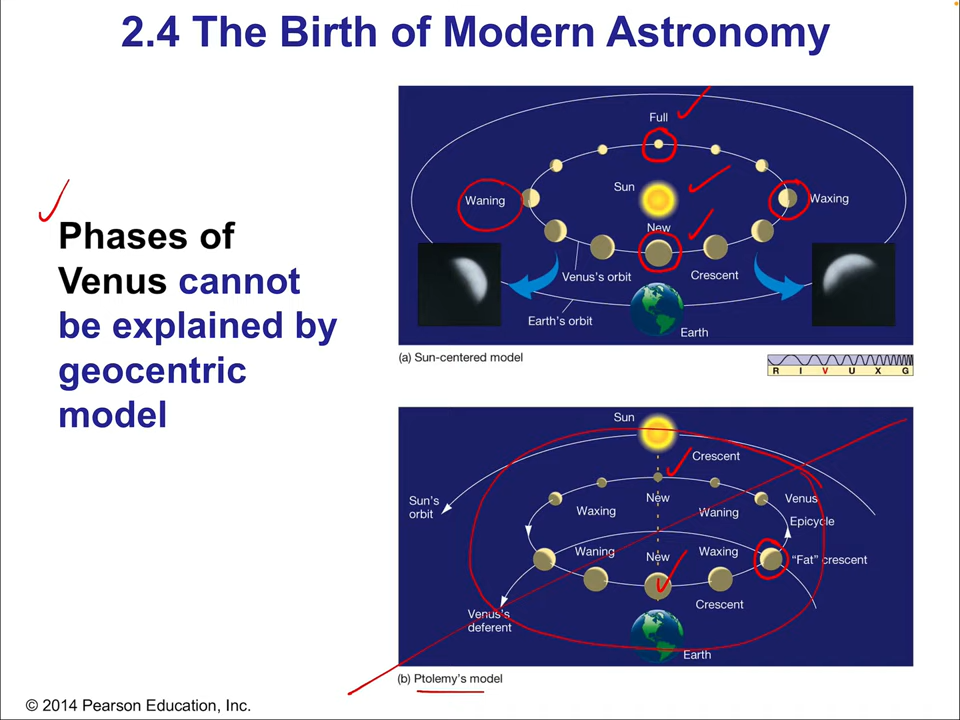 2.4 The Birth of Modern Astronomy
Phases of
Venus cannot
be explained by
geocentric
model
Full
Sun
Waning
Waxing
New
Venus's orbit
Crescent
Earth's orbit
Earth
(a) Sun-centered model
R I V U X G
Sun
Crescent
Sun's
orbit
New
Venus
Waxing
Waning
Epicycle
Waning
New
Waxing
"Fat" crescent
Crescent
Venus's
deferent
Earth
(b) Ptolemy's model
© 2014 Pearson Education, Inc.